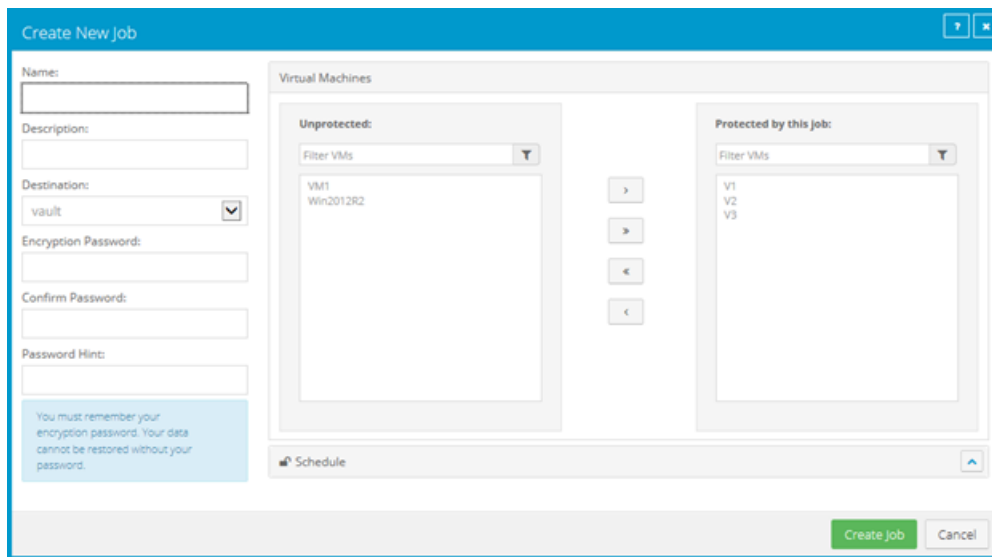 Create New Job
?
×
Name:
Description:
Destination:
vault
Encryption Password:
Confirm Password:
Password Hint:
You must remember your
encryption password. Your data
cannot be restored without your
password.
Virtual Machines
Unprotected:
Filter VMs
VM1
Win2012R2
>
»
«
<
Protected by this job:
Filter VMs
V1
V2
V3
Schedule
Create Job
Cancel